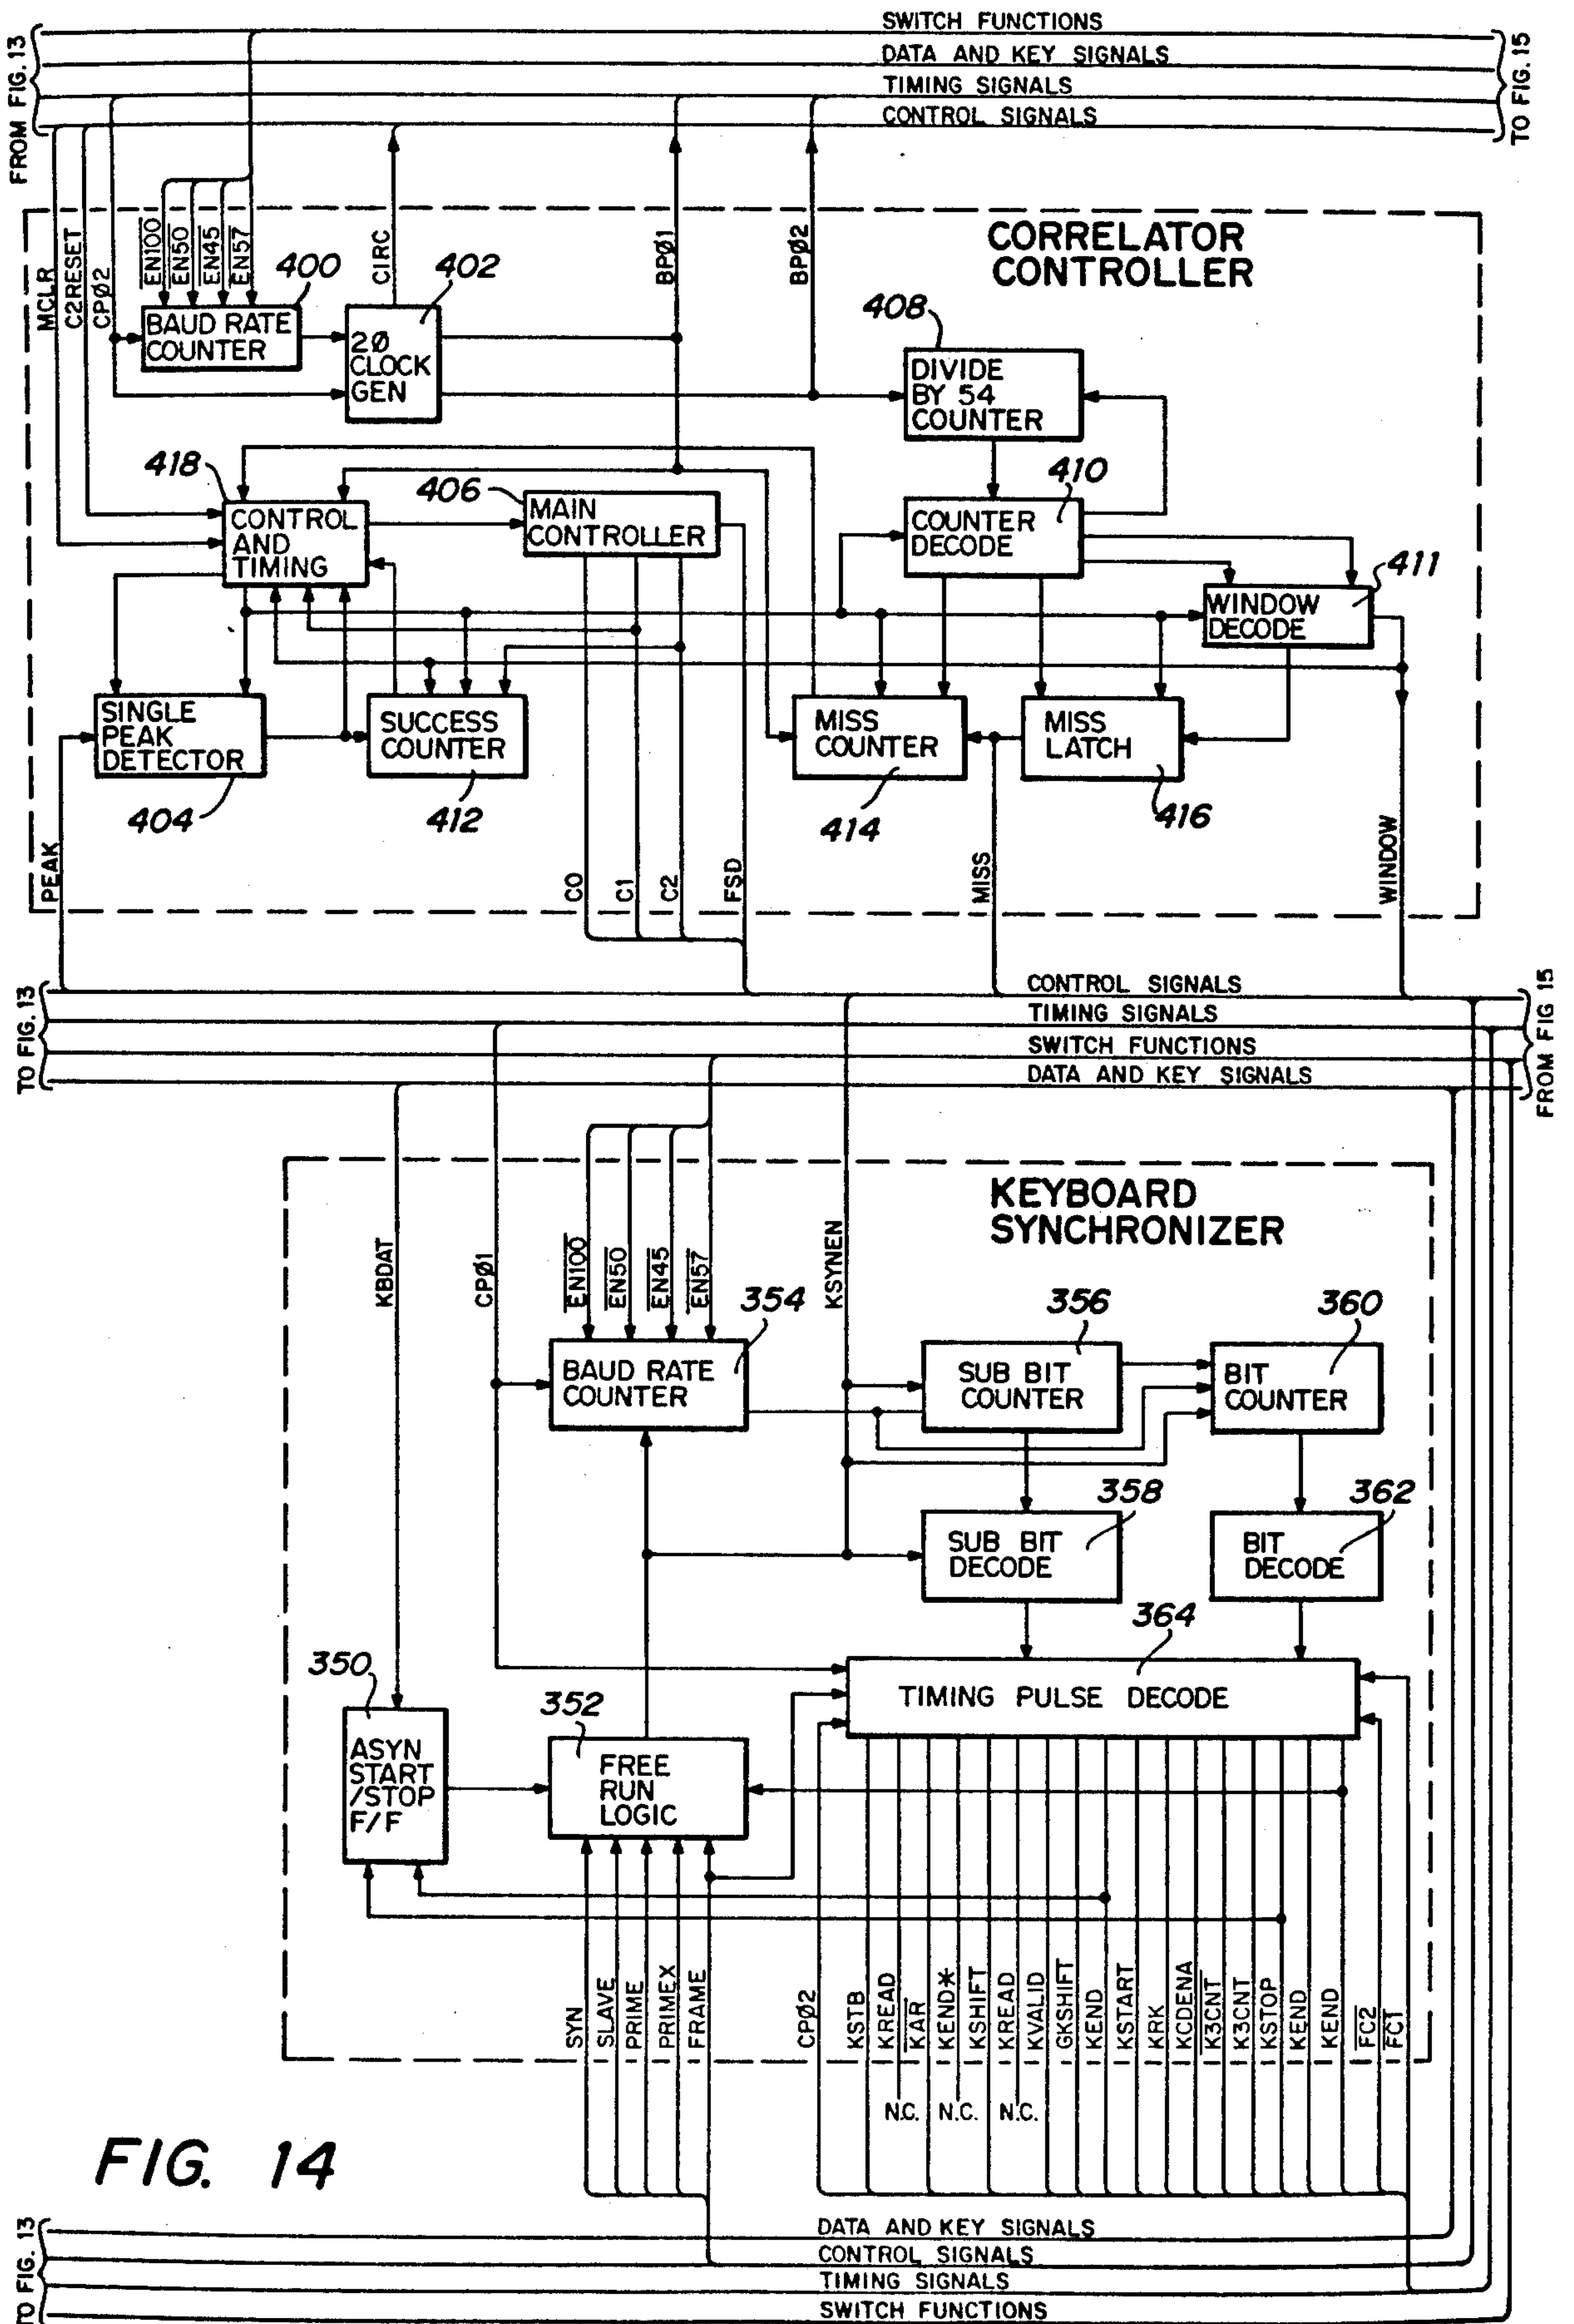 SWITCH FUNCTIONS
DATA AND KEY SIGNALS
TIMING SIGNALS
CONTROL SIGNALS
FROM FIG. 13
TO FIG. 15
MCLR
C2RESET
CPØ2
EN100
EN50
EN45
EN57
400
CIRC
402
BPØ1
BPØ2
CORRELATOR
CONTROLLER
BAUD RATE
COUNTER
2Ø
CLOCK
GEN
408
DIVIDE
BY 54
COUNTER
418
CONTROL
AND
TIMING
406
MAIN
CONTROLLER
410
COUNTER
DECODE
411
WINDOW
DECODE
SINGLE
PEAK
DETECTOR
404
SUCCESS
COUNTER
412
MISS
COUNTER
414
MISS
LATCH
416
PEAK
C0
C1
C2
FSD
MISS
WINDOW
TO FIG. 13
CONTROL SIGNALS
TIMING SIGNALS
SWITCH FUNCTIONS
DATA AND KEY SIGNALS
FROM FIG 15
KEYBOARD
SYNCHRONIZER
KBDAT
CPØ1
EN100
EN50
EN45
EN57
KSYNEN
354
BAUD RATE
COUNTER
356
SUB BIT
COUNTER
360
BIT
COUNTER
358
SUB BIT
DECODE
362
BIT
DECODE
364
TIMING PULSE DECODE
350
ASYN
START
/STOP
F/F
352
FREE
RUN
LOGIC
SYN
SLAVE
PRIME
PRIMEX
FRAME
CPØ2
KSTB
KREAD
KAR
KEND*
KSHIFT
KREAD
KVALID
GKSHIFT
KEND
KSTART
KRK
KCDENA
K3CNT
K3CNT
KSTOP
KEND
KEND
FC2
FC1
N.C. N.C. N.C.
FIG. 14
TO FIG. 13
DATA AND KEY SIGNALS
CONTROL SIGNALS
TIMING SIGNALS
SWITCH FUNCTIONS